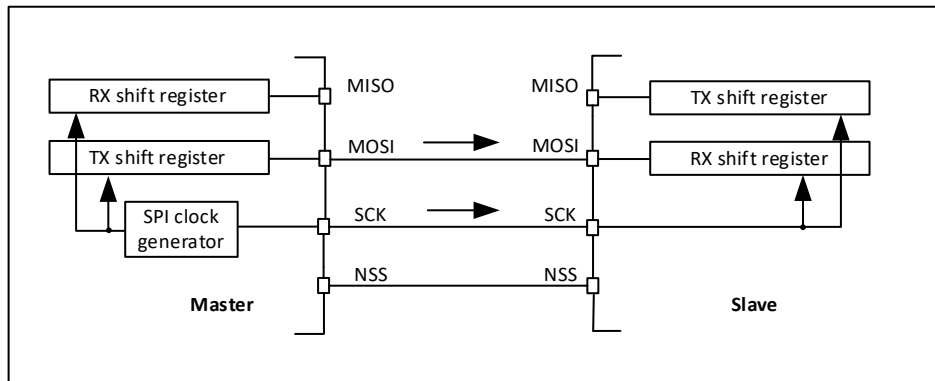 RX shift register
MISO
MISO
TX shift register
TX shift register
MOSI
MOSI
RX shift register
SPI clock
generator
SCK
SCK
NSS
NSS
Master
Slave